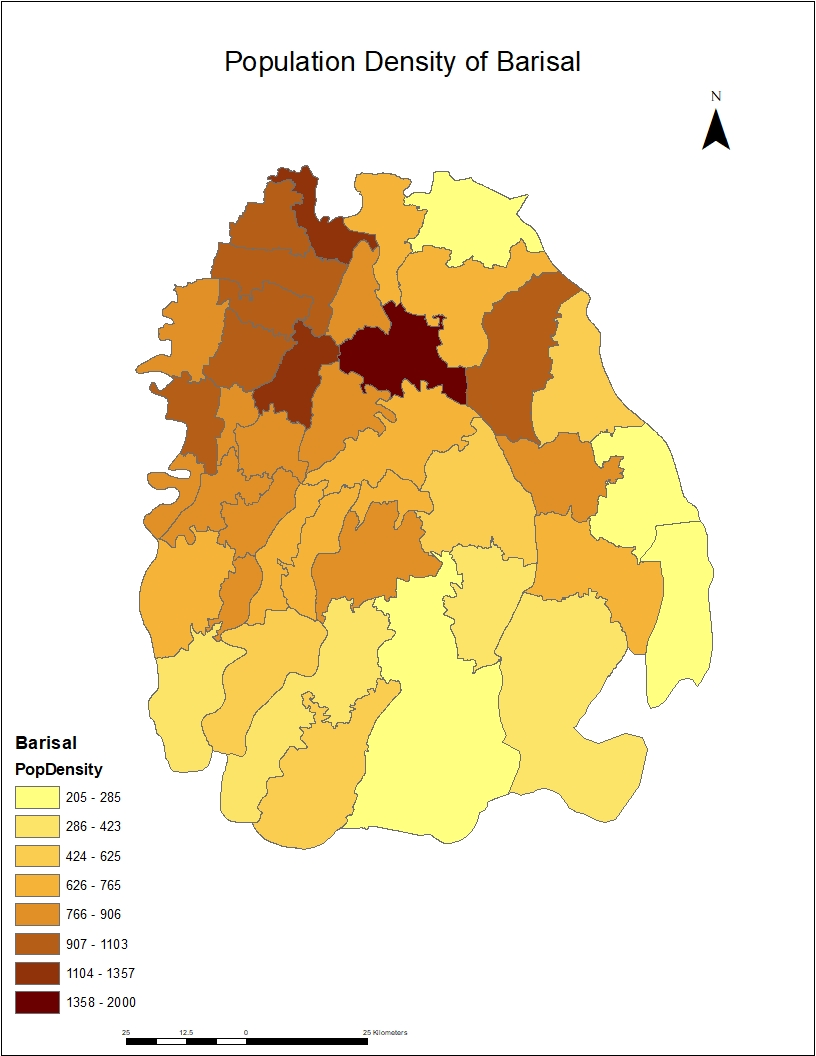 Population Density of Barisal
N
Barisal
PopDensity
205 - 285
286 - 423
424 - 625
626 - 765
766 - 906
907 - 1103
1104 - 1357
1358 - 2000
25 12.5 0 25 Kilometers